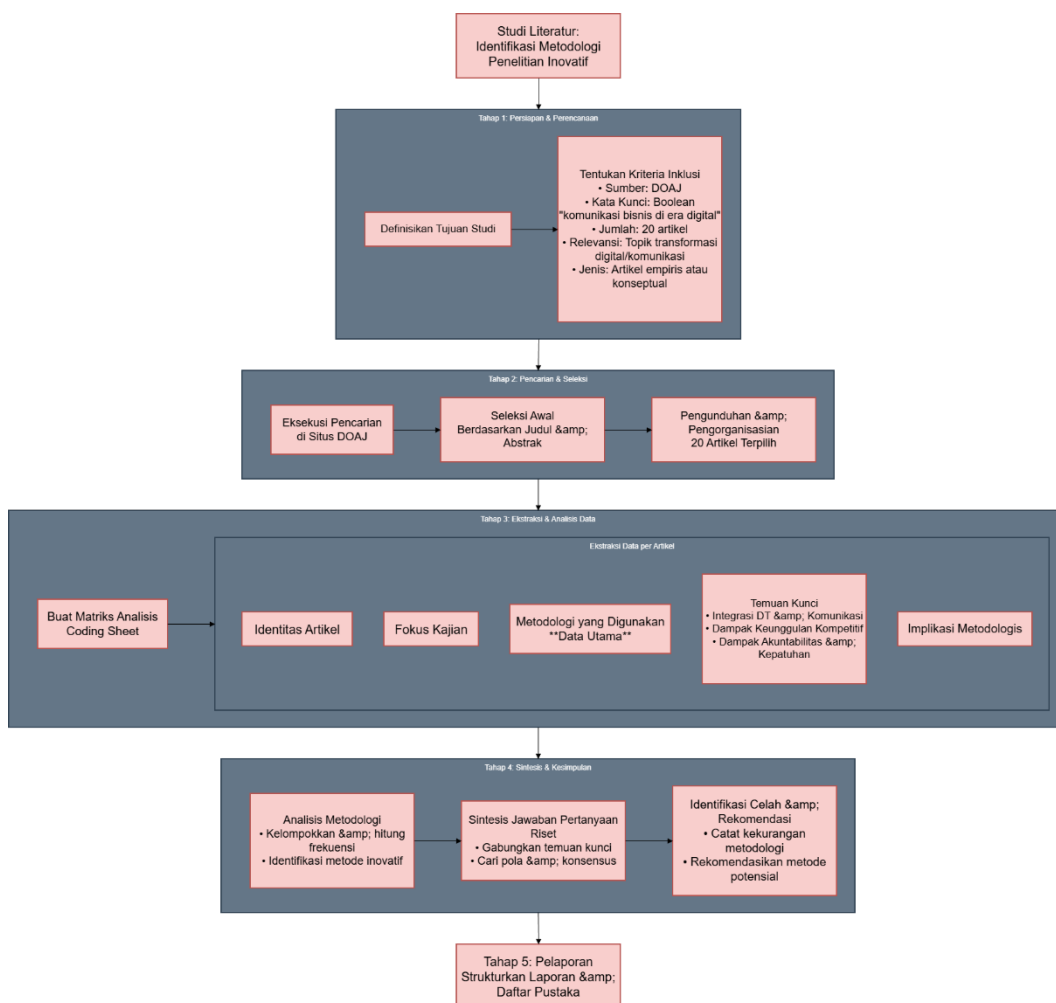 Studi Literatur:
Identifikasi Metodologi
Penelitian Inovatif
Tahap 1: Persiapan & Perencanaan
Definisikan Tujuan Studi
Tentukan Kriteria Inklusi
• Sumber: DOAJ
• Kata Kunci: Boolean
"komunikasi bisnis di era digital"
• Jumlah: 20 artikel
• Relevansi: Topik transformasi
digital/komunikasi
• Jenis: Artikel empiris atau
konseptual
Tahap 2: Pencarian & Seleksi
Eksekusi Pencarian
di Situs DOAJ
Seleksi Awal
Berdasarkan Judul &amp;
Abstrak
Pengunduhan &amp;
Pengorganisasian
20 Artikel Terpilih
Tahap 3: Ekstraksi & Analisis Data
Buat Matriks Analisis
Coding Sheet
Ekstraksi Data per Artikel
Identitas Artikel
Fokus Kajian
Metodologi yang Digunakan
**Data Utama**
Temuan Kunci
• Integrasi DT &amp; Komunikasi
• Dampak Keunggulan Kompetitif
• Dampak Akuntabilitas &amp;
Kepatuhan
Implikasi Metodologis
Tahap 4: Sintesis & Kesimpulan
Analisis Metodologi
• Kelompokkan &amp; hitung
frekuensi
• Identifikasi metode inovatif
Sintesis Jawaban Pertanyaan
Riset
• Gabungkan temuan kunci
• Cari pola &amp; konsensus
Identifikasi Celah &amp;
Rekomendasi
• Catat kekurangan
metodologi
• Rekomendasikan metode
potensial
Tahap 5: Pelaporan
Strukturkan Laporan &amp;
Daftar Pustaka